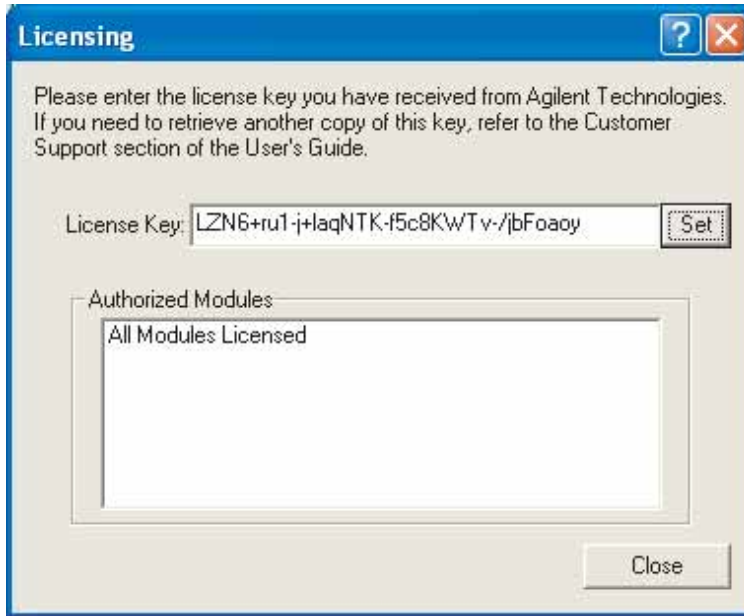 Licensing
Please enter the license key you have received from Agilent Technologies.
If you need to retrieve another copy of this key, refer to the Customer
Support section of the User's Guide.
License Key: LZN6+ru1-j+laqNTK-f5c8KWTv-/jbFoaoy Set
Authorized Modules
All Modules Licensed
Close